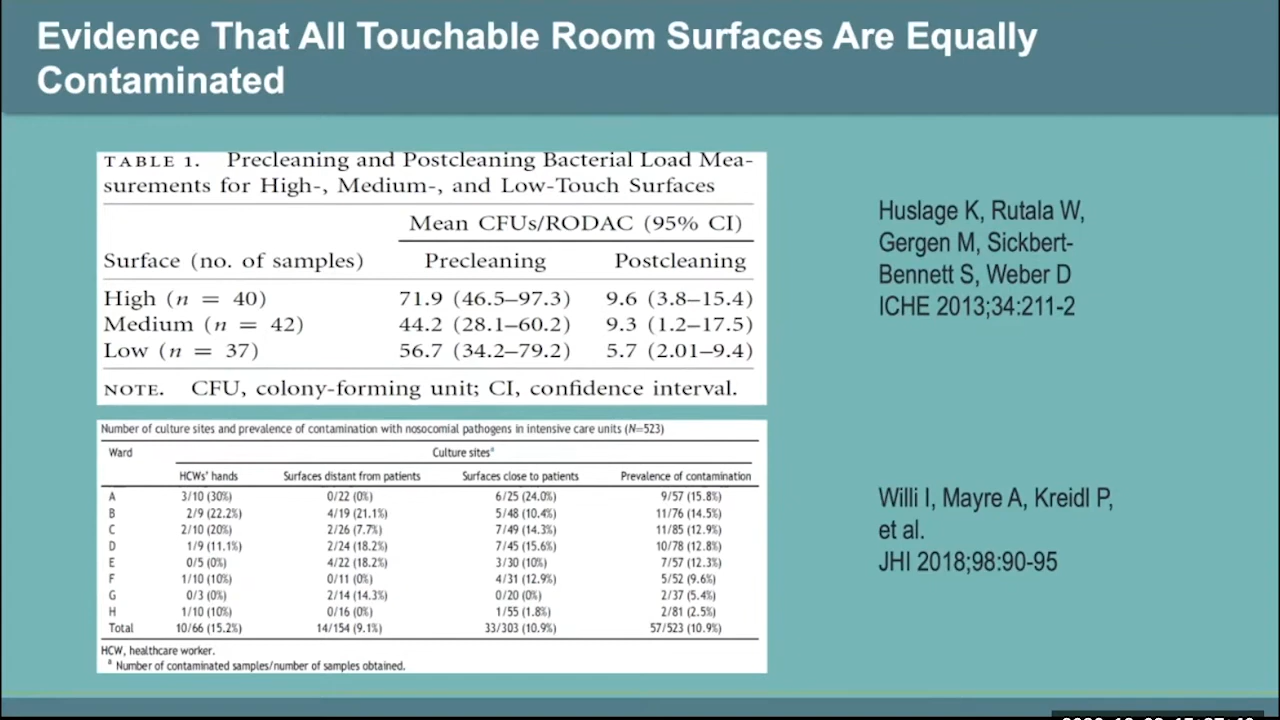 Evidence That All Touchable Room Surfaces Are Equally
Contaminated
TABLE 1. Precleaning and Postcleaning Bacterial Load Mea-
surements for High-, Medium-, and Low-Touch Surfaces
Mean CFUs/RODAC (95% CI)
Surface (no. of samples) Precleaning Postcleaning
High (n = 40) 71.9 (46.5–97.3) 9.6 (3.8–15.4)
Medium (n = 42) 44.2 (28.1–60.2) 9.3 (1.2–17.5)
Low (n = 37) 56.7 (34.2–79.2) 5.7 (2.01–9.4)
NOTE. CFU, colony-forming unit; CI, confidence interval.
Huslage K, Rutala W,
Gergen M, Sickbert-
Bennett S, Weber D
ICHE 2013;34:211-2
Number of culture sites and prevalence of contamination with nosocomial pathogens in intensive care units (N=523)
Ward Culture sitesa
HCWs' hands Surfaces distant from patients Surfaces close to patients Prevalence of contamination
A 3/10 (30%) 0/22 (0%) 6/25 (24.0%) 9/57 (15.8%)
B 2/9 (22.2%) 4/19 (21.1%) 5/48 (10.4%) 11/76 (14.5%)
C 2/10 (20%) 2/26 (7.7%) 7/49 (14.3%) 11/85 (12.9%)
D 1/9 (11.1%) 2/24 (18.2%) 7/45 (15.6%) 10/78 (12.8%)
E 0/5 (0%) 4/22 (18.2%) 3/30 (10%) 7/57 (12.3%)
F 1/10 (10%) 0/11 (0%) 4/31 (12.9%) 5/52 (9.6%)
G 0/3 (0%) 2/14 (14.3%) 0/20 (0%) 2/37 (5.4%)
H 1/10 (10%) 0/16 (0%) 1/55 (1.8%) 2/81 (2.5%)
Total 10/66 (15.2%) 14/154 (9.1%) 33/303 (10.9%) 57/523 (10.9%)
HCW, healthcare worker.
a Number of contaminated samples/number of samples obtained.
Willi I, Mayre A, Kreidl P,
et al.
JHI 2018;98:90-95